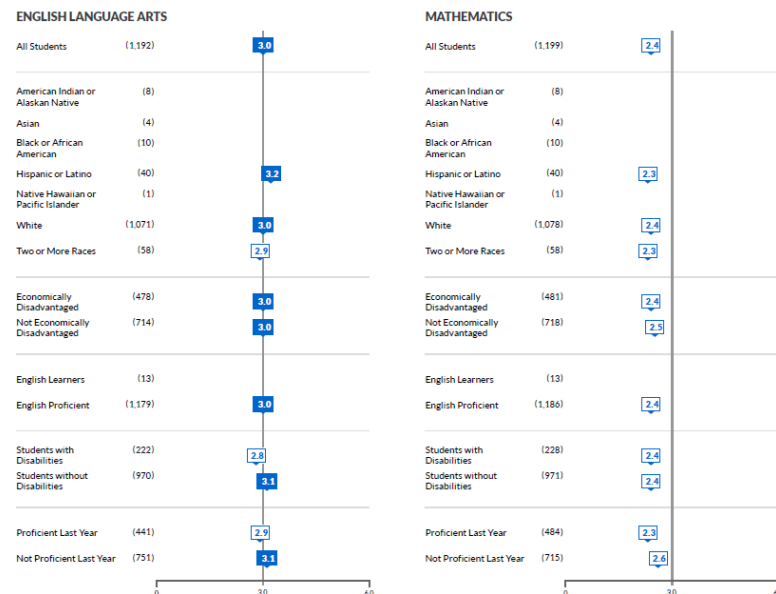 ENGLISH LANGUAGE ARTS
All Students (1,192) 3.0
American Indian or
Alaskan Native (8)
Asian (4)
Black or African
American (10)
Hispanic or Latino (40) 3.2
Native Hawaiian or
Pacific Islander (1)
White (1,071) 3.0
Two or More Races (58) 2.9
Economically
Disadvantaged (478) 3.0
Not Economically
Disadvantaged (714) 3.0
English Learners (13)
English Proficient (1,179) 3.0
Students with
Disabilities (222) 2.8
Students without
Disabilities (970) 3.1
Proficient Last Year (441) 2.9
Not Proficient Last Year (751) 3.1
MATHEMATICS
All Students (1,199) 2.4
American Indian or
Alaskan Native (8)
Asian (4)
Black or African
American (10)
Hispanic or Latino (40) 2.3
Native Hawaiian or
Pacific Islander (1)
White (1,078) 2.4
Two or More Races (58) 2.3
Economically
Disadvantaged (481) 2.4
Not Economically
Disadvantaged (718) 2.5
English Learners (13)
English Proficient (1,186) 2.4
Students with
Disabilities (228) 2.4
Students without
Disabilities (971) 2.4
Proficient Last Year (484) 2.3
Not Proficient Last Year (715) 2.6